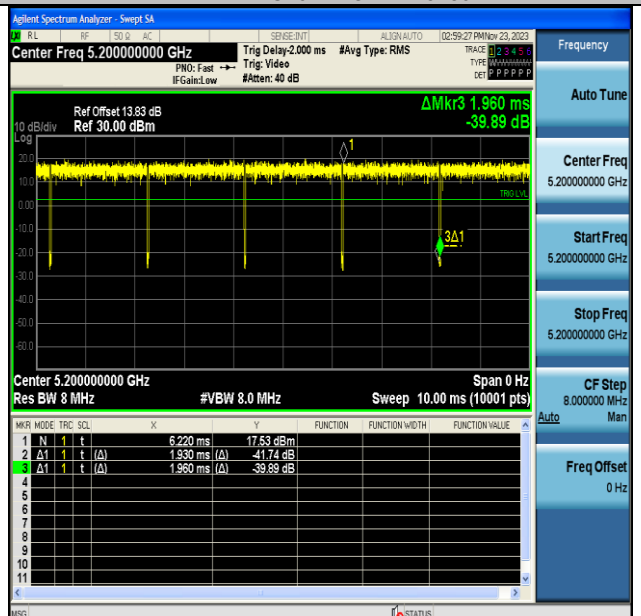 Agilent Spectrum Analyzer - Swept SA
RL RF 50 Ω AC SENSE:INT ALIGN AUTO 02:59:27 PM Nov 23, 2023
Center Freq 5.200000000 GHz Trig Delay-2.000 ms #Avg Type: RMS TRACE 1 2 3 4 5 6
PNO: Fast Trig: Video TYPE
IFGain:Low #Atten: 40 dB DET P P P P P P
Frequency
Auto Tune
ΔMkr3 1.960 ms
Ref Offset 13.83 dB
10 dB/div Ref 30.00 dBm -39.89 dB
Log
20.0
10.0
0.00
-10.0
-20.0
-30.0
-40.0
-50.0
-60.0
1
TRIG LVL
3Δ1
Center 5.200000000 GHz Span 0 Hz
Res BW 8 MHz #VBW 8.0 MHz Sweep 10.00 ms (10001 pts)
MKR MODE TRC SCL X Y FUNCTION FUNCTION WIDTH FUNCTION VALUE
1 N 1 t 6.220 ms 17.53 dBm
2 Δ1 1 t (Δ) 1.930 ms (Δ) -41.74 dB
3 Δ1 1 t (Δ) 1.960 ms (Δ) -39.89 dB
4
5
6
7
8
9
10
11
Center Freq
5.200000000 GHz
Start Freq
5.200000000 GHz
Stop Freq
5.200000000 GHz
CF Step
8.000000 MHz
Auto Man
Freq Offset
0 Hz
MSG STATUS